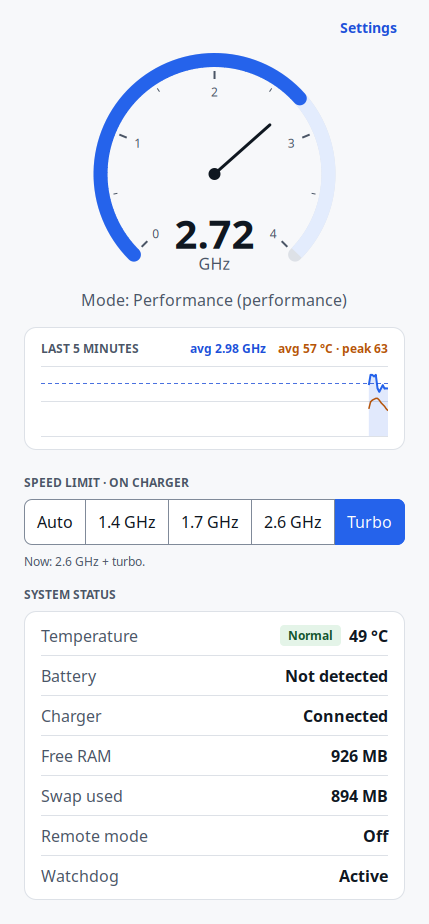 Settings
2
1
3
0
4
2.72
GHz
Mode: Performance (performance)
LAST 5 MINUTES avg 2.98 GHz avg 57 °C · peak 63
SPEED LIMIT · ON CHARGER
Auto 1.4 GHz 1.7 GHz 2.6 GHz Turbo
Now: 2.6 GHz + turbo.
SYSTEM STATUS
Temperature Normal 49 °C
Battery Not detected
Charger Connected
Free RAM 926 MB
Swap used 894 MB
Remote mode Off
Watchdog Active